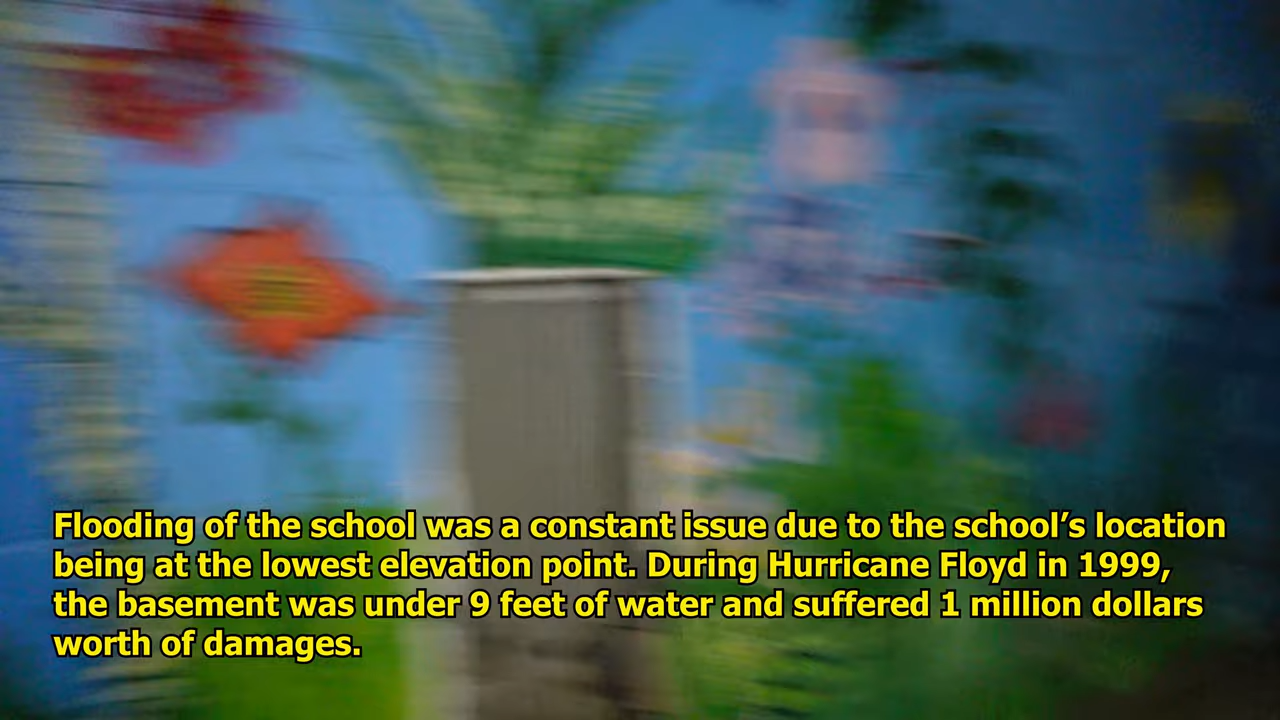 Flooding of the school was a constant issue due to the school’s location
being at the lowest elevation point. During Hurricane Floyd in 1999,
the basement was under 9 feet of water and suffered 1 million dollars
worth of damages.